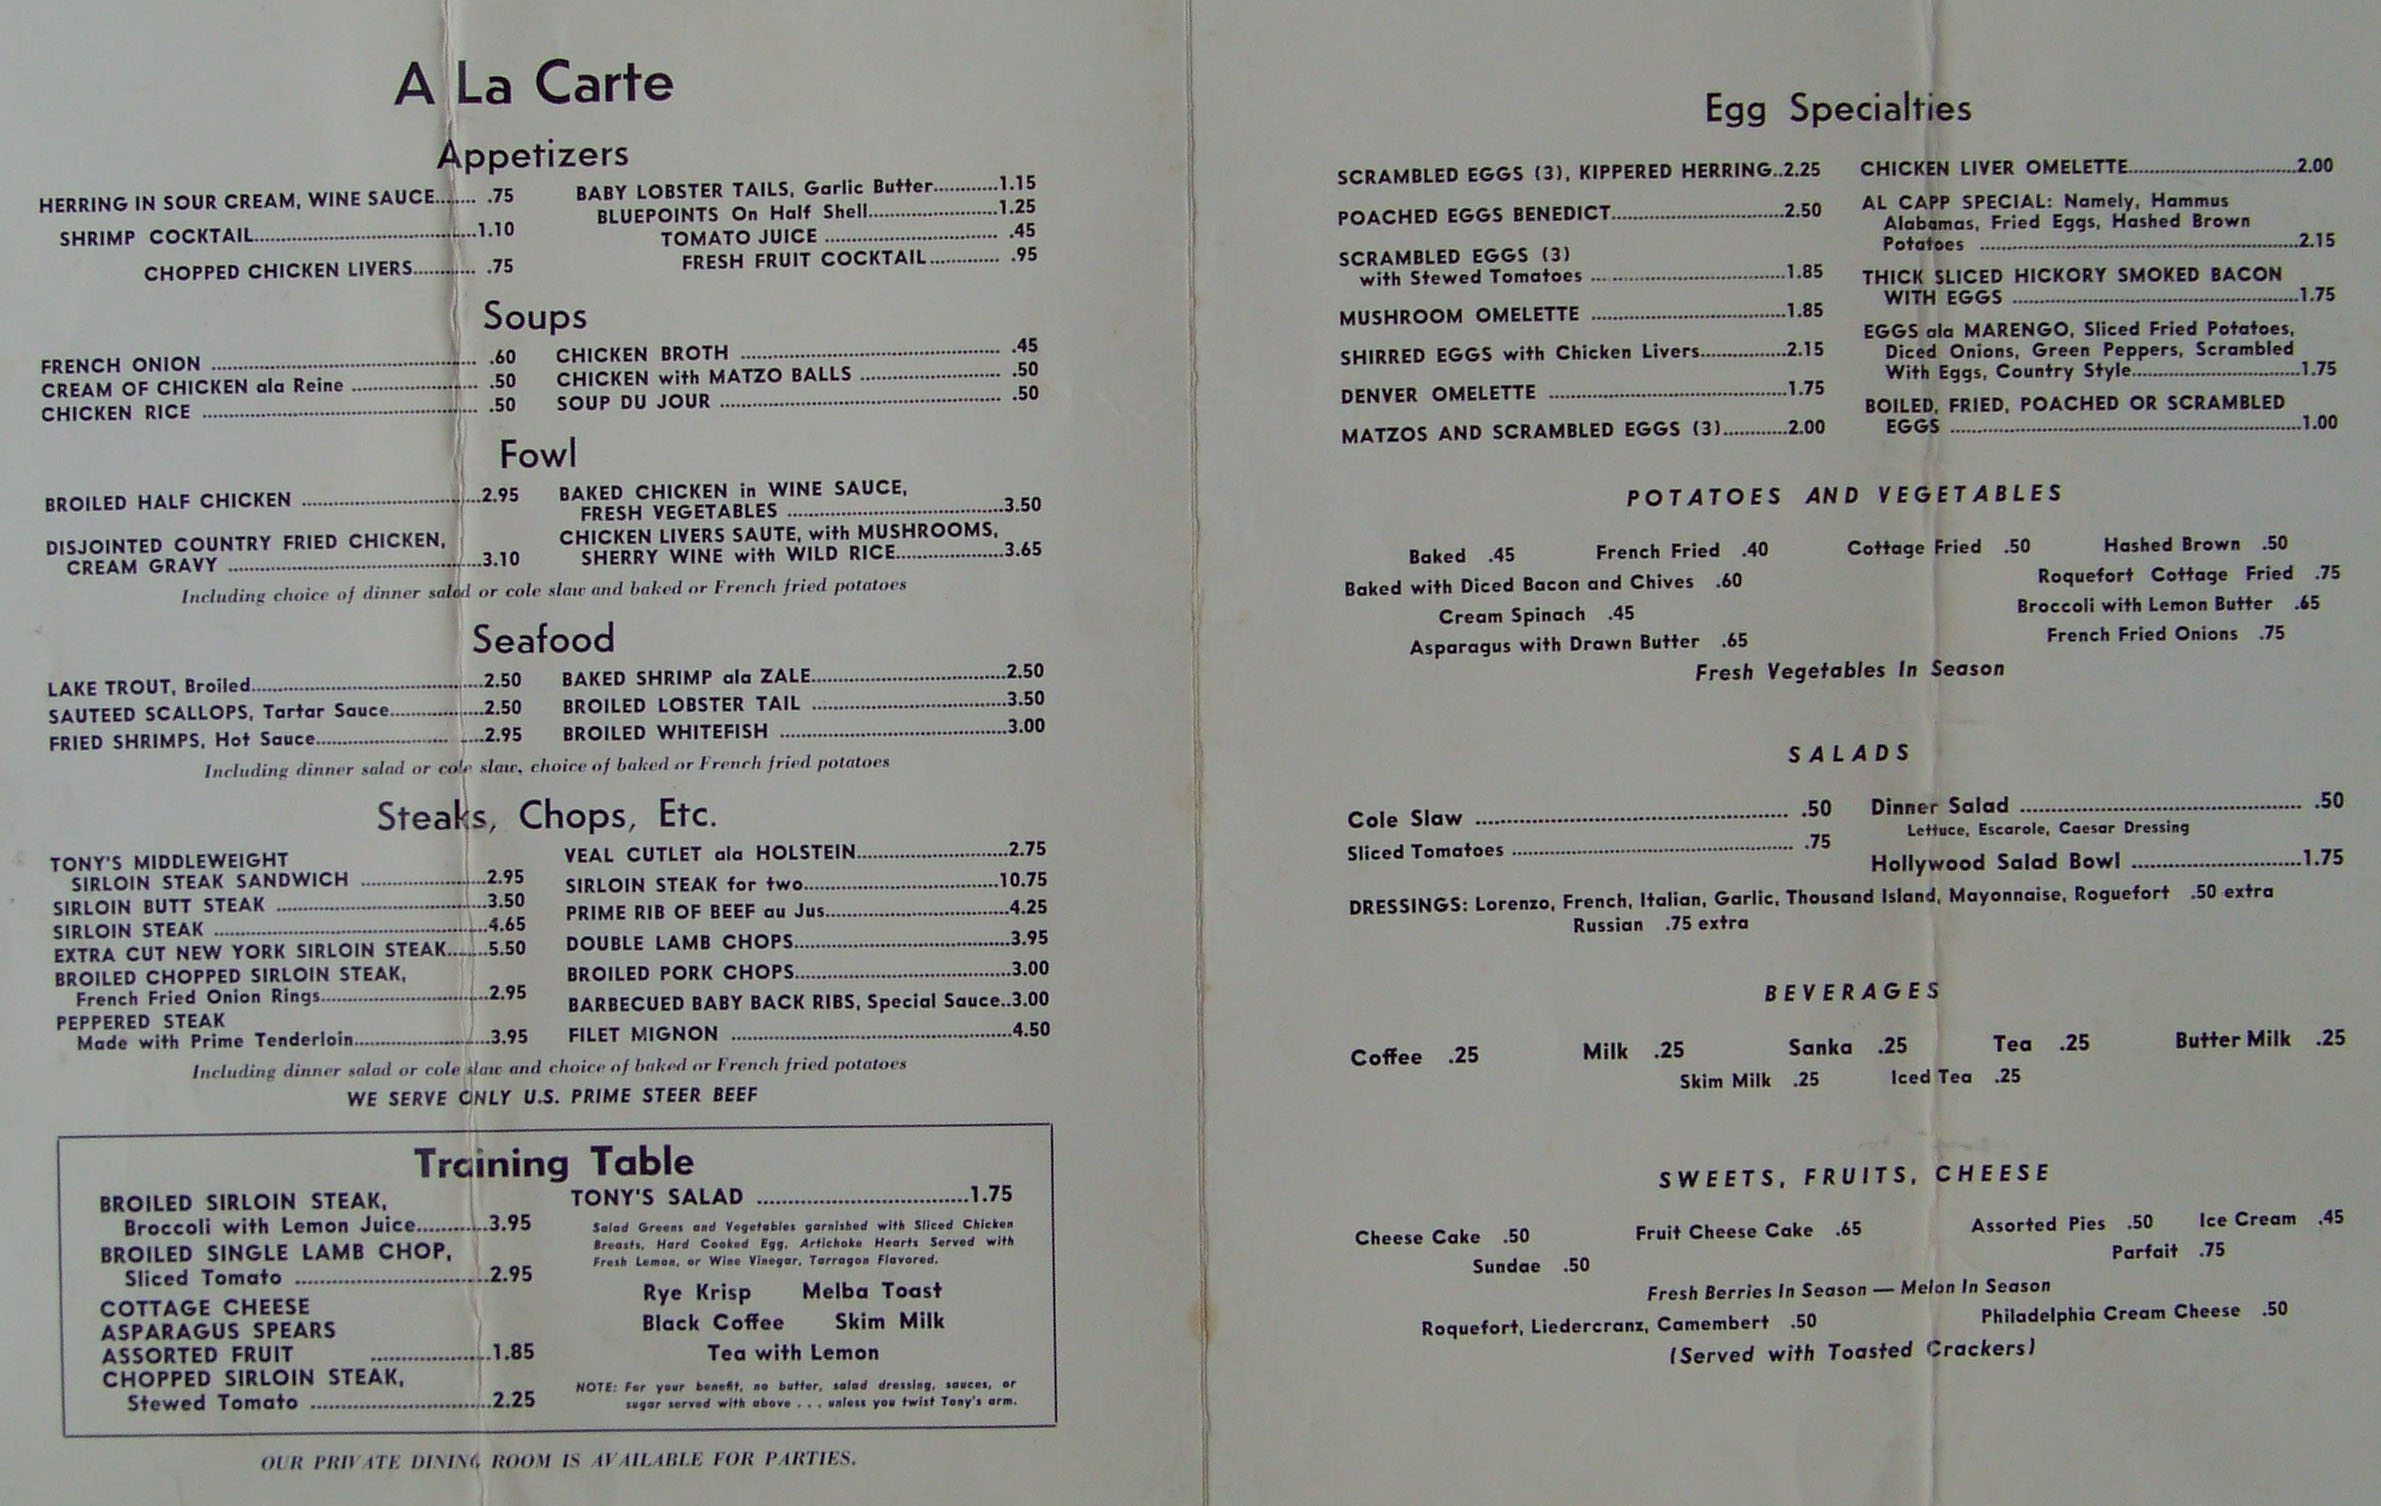 A La Carte
Appetizers
HERRING IN SOUR CREAM, WINE SAUCE........ .75
SHRIMP COCKTAIL........1.10
CHOPPED CHICKEN LIVERS........ .75
BABY LOBSTER TAILS, Garlic Butter........1.15
BLUEPOINTS On Half Shell........1.25
TOMATO JUICE ........ .45
FRESH FRUIT COCKTAIL........ .95
Soups
FRENCH ONION ........ .60
CREAM OF CHICKEN ala Reine ........ .50
CHICKEN RICE ........ .50
CHICKEN BROTH ........ .45
CHICKEN with MATZO BALLS ........ .50
SOUP DU JOUR ........ .50
Fowl
BROILED HALF CHICKEN ........2.95
DISJOINTED COUNTRY FRIED CHICKEN,
CREAM GRAVY ........3.10
BAKED CHICKEN in WINE SAUCE,
FRESH VEGETABLES ........3.50
CHICKEN LIVERS SAUTE, with MUSHROOMS,
SHERRY WINE with WILD RICE........3.65
Including choice of dinner salad or cole slaw and baked or French fried potatoes
Seafood
LAKE TROUT, Broiled........2.50
SAUTEED SCALLOPS, Tartar Sauce........2.50
FRIED SHRIMPS, Hot Sauce........2.95
BAKED SHRIMP ala ZALE........2.50
BROILED LOBSTER TAIL ........3.50
BROILED WHITEFISH ........3.00
Including dinner salad or cole slaw, choice of baked or French fried potatoes
Steaks, Chops, Etc.
TONY'S MIDDLEWEIGHT
SIRLOIN STEAK SANDWICH ........2.95
SIRLOIN BUTT STEAK ........3.50
SIRLOIN STEAK ........4.65
EXTRA CUT NEW YORK SIRLOIN STEAK........5.50
BROILED CHOPPED SIRLOIN STEAK,
French Fried Onion Rings........2.95
PEPPERED STEAK
Made with Prime Tenderloin........3.95
VEAL CUTLET ala HOLSTEIN........2.75
SIRLOIN STEAK for two........10.75
PRIME RIB OF BEEF au Jus........4.25
DOUBLE LAMB CHOPS........3.95
BROILED PORK CHOPS........3.00
BARBECUED BABY BACK RIBS, Special Sauce..3.00
FILET MIGNON ........4.50
Including dinner salad or cole slaw and choice of baked or French fried potatoes
WE SERVE ONLY U.S. PRIME STEER BEEF
Training Table
BROILED SIRLOIN STEAK,
Broccoli with Lemon Juice........3.95
BROILED SINGLE LAMB CHOP,
Sliced Tomato ........2.95
COTTAGE CHEESE
ASPARAGUS SPEARS
ASSORTED FRUIT ........1.85
CHOPPED SIRLOIN STEAK,
Stewed Tomato ........2.25
TONY'S SALAD ........1.75
Salad Greens and Vegetables garnished with Sliced Chicken
Breasts, Hard Cooked Egg, Artichoke Hearts Served with
Fresh Lemon, or Wine Vinegar, Tarragon Flavored.
Rye Krisp Melba Toast
Black Coffee Skim Milk
Tea with Lemon
NOTE: For your benefit, no butter, salad dressing, sauces, or
sugar served with above . . . unless you twist Tony's arm.
OUR PRIVATE DINING ROOM IS AVAILABLE FOR PARTIES.
Egg Specialties
SCRAMBLED EGGS (3), KIPPERED HERRING..2.25
POACHED EGGS BENEDICT........2.50
SCRAMBLED EGGS (3)
with Stewed Tomatoes ........1.85
MUSHROOM OMELETTE ........1.85
SHIRRED EGGS with Chicken Livers........2.15
DENVER OMELETTE ........1.75
MATZOS AND SCRAMBLED EGGS (3)........2.00
CHICKEN LIVER OMELETTE........2.00
AL CAPP SPECIAL: Namely, Hammus
Alabamas, Fried Eggs, Hashed Brown
Potatoes ........2.15
THICK SLICED HICKORY SMOKED BACON
WITH EGGS ........1.75
EGGS ala MARENGO, Sliced Fried Potatoes,
Diced Onions, Green Peppers, Scrambled
With Eggs, Country Style........1.75
BOILED, FRIED, POACHED OR SCRAMBLED
EGGS ........1.00
POTATOES AND VEGETABLES
Baked .45 French Fried .40 Cottage Fried .50 Hashed Brown .50
Baked with Diced Bacon and Chives .60 Roquefort Cottage Fried .75
Cream Spinach .45 Broccoli with Lemon Butter .65
Asparagus with Drawn Butter .65 French Fried Onions .75
Fresh Vegetables In Season
SALADS
Cole Slaw ........ .50
Sliced Tomatoes ........ .75
Dinner Salad ........ .50
Lettuce, Escarole, Caesar Dressing
Hollywood Salad Bowl ........1.75
DRESSINGS: Lorenzo, French, Italian, Garlic, Thousand Island, Mayonnaise, Roguefort .50 extra
Russian .75 extra
BEVERAGES
Coffee .25 Milk .25 Sanka .25 Tea .25 Butter Milk .25
Skim Milk .25 Iced Tea .25
SWEETS, FRUITS, CHEESE
Cheese Cake .50 Fruit Cheese Cake .65 Assorted Pies .50 Ice Cream .45
Sundae .50 Parfait .75
Fresh Berries In Season — Melon In Season
Roquefort, Liedercranz, Camembert .50 Philadelphia Cream Cheese .50
(Served with Toasted Crackers)